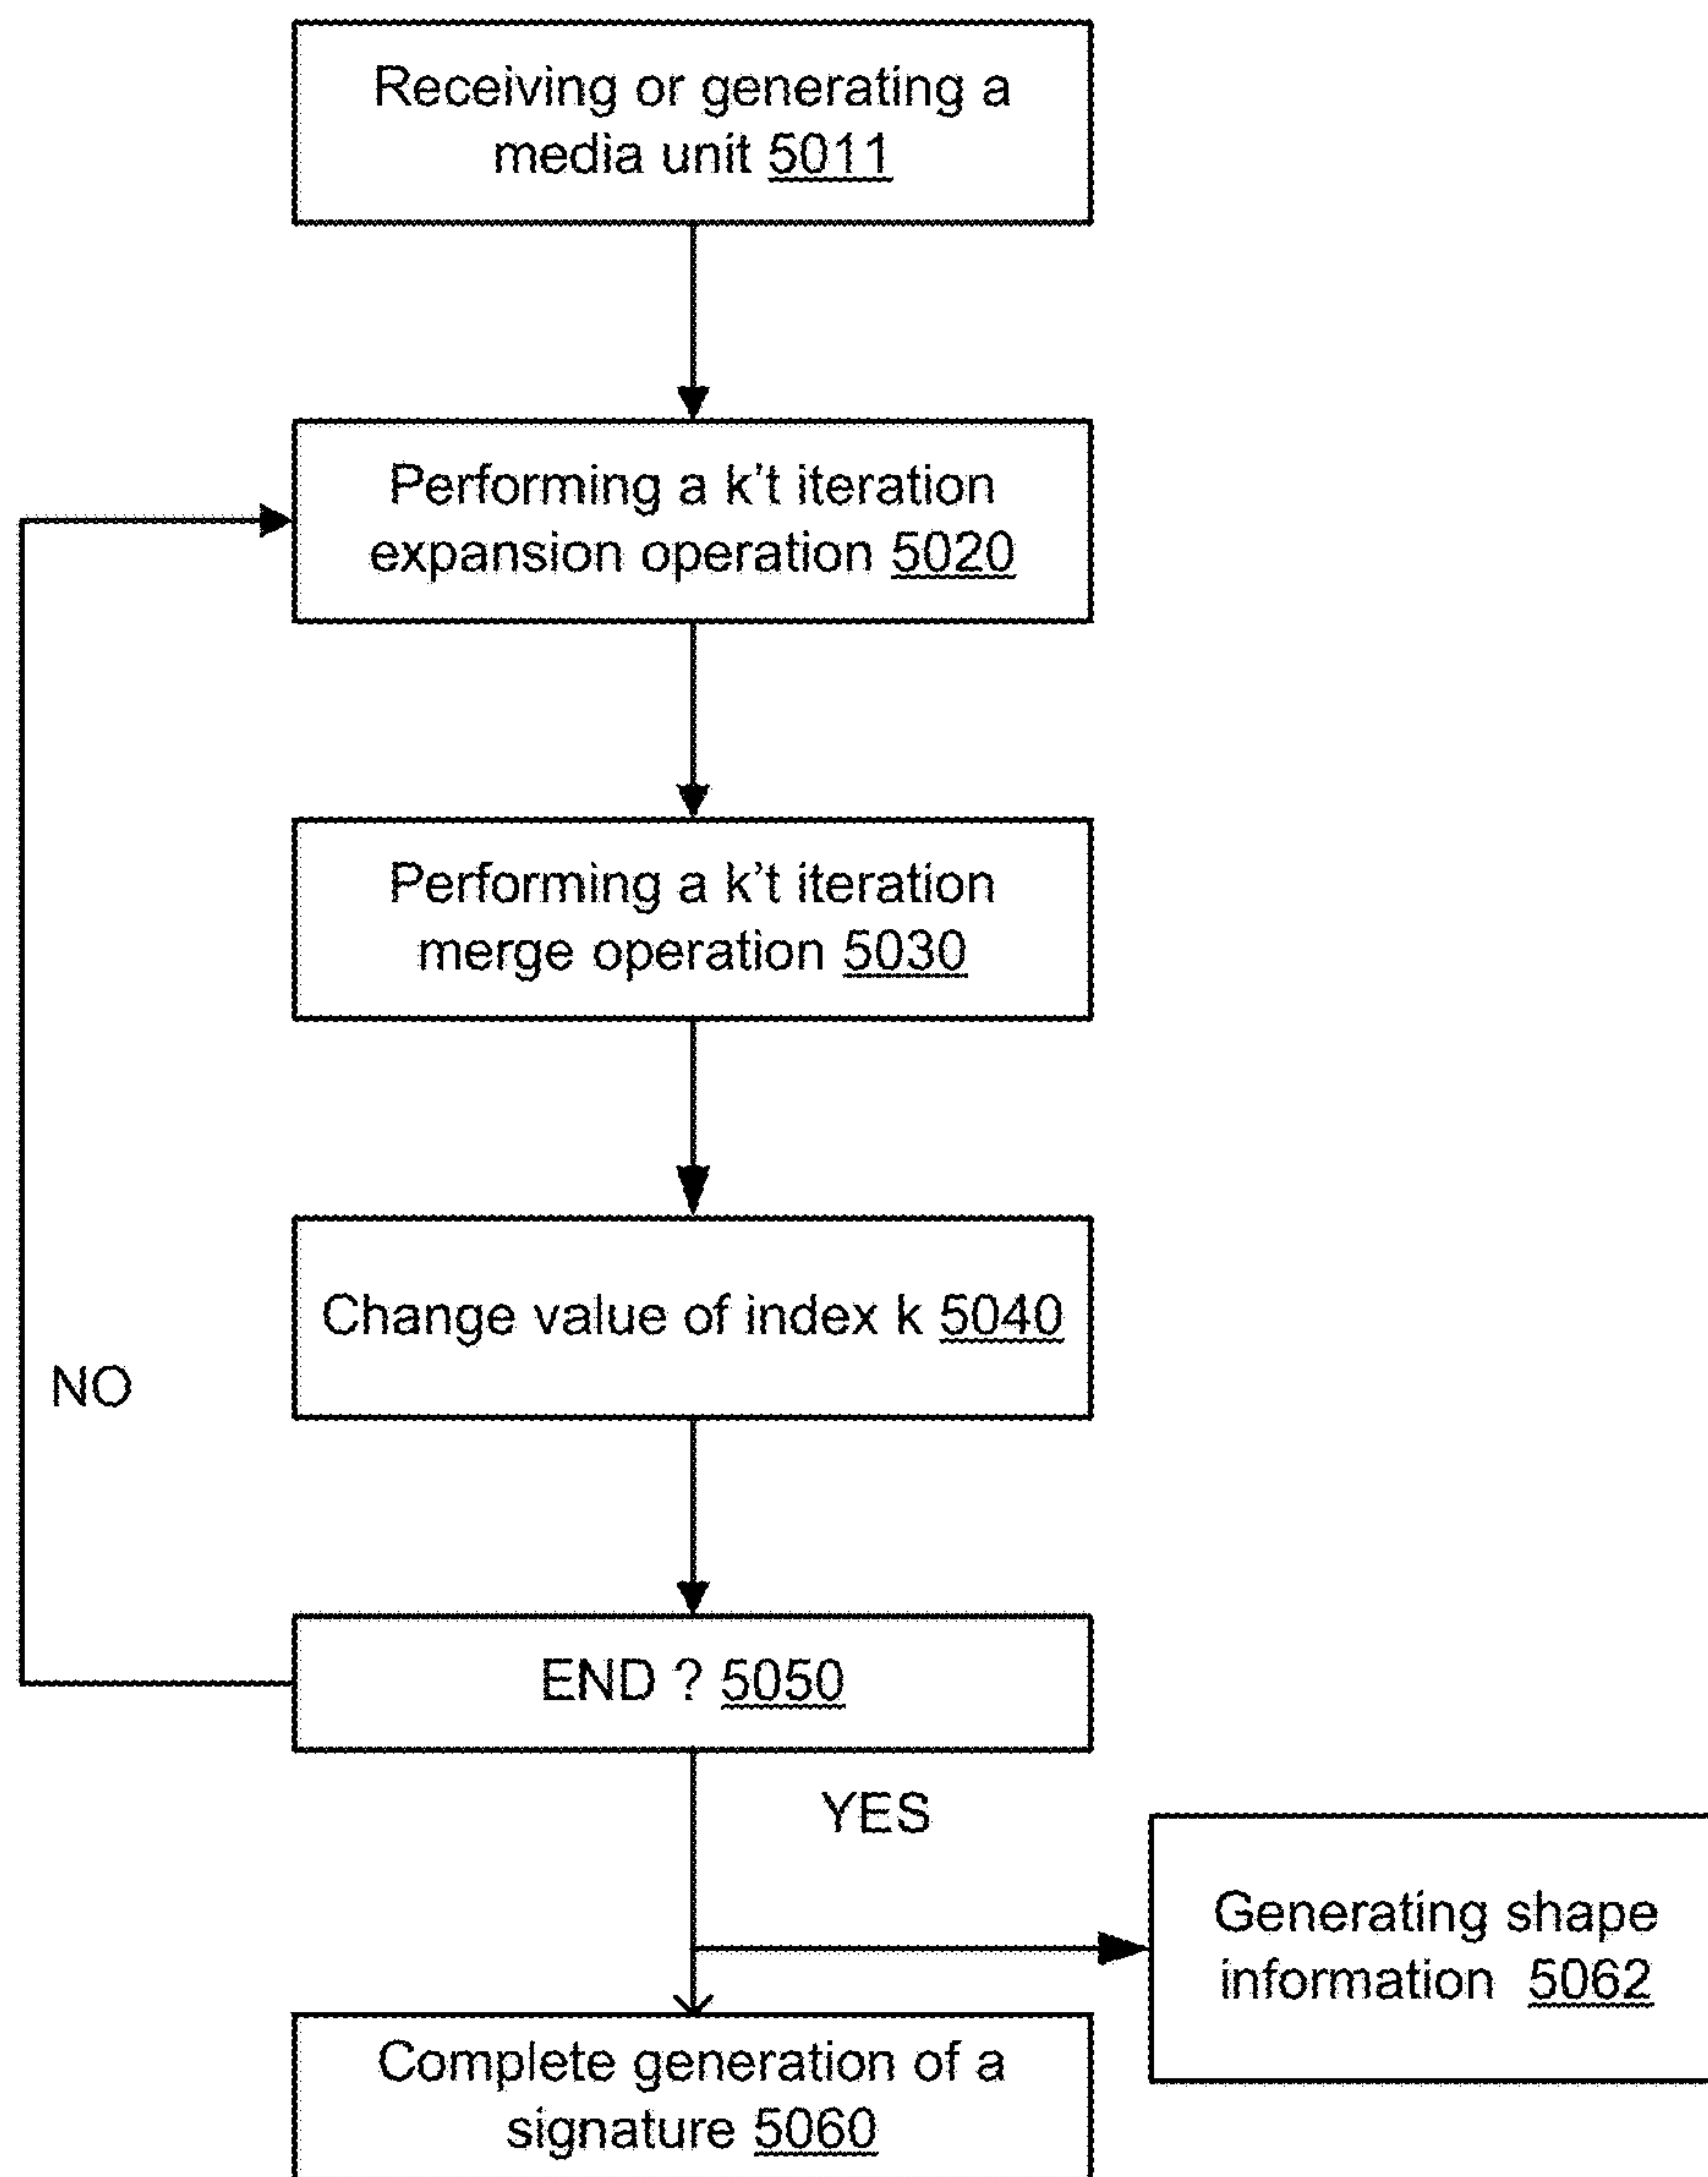 Receiving or generating a
media unit 5011
Performing a k't iteration
expansion operation 5020
Performing a k't iteration
merge operation 5030
Change value of index k 5040
NO
END ? 5050
YES
Generating shape
information 5062
Complete generation of a
signature 5060